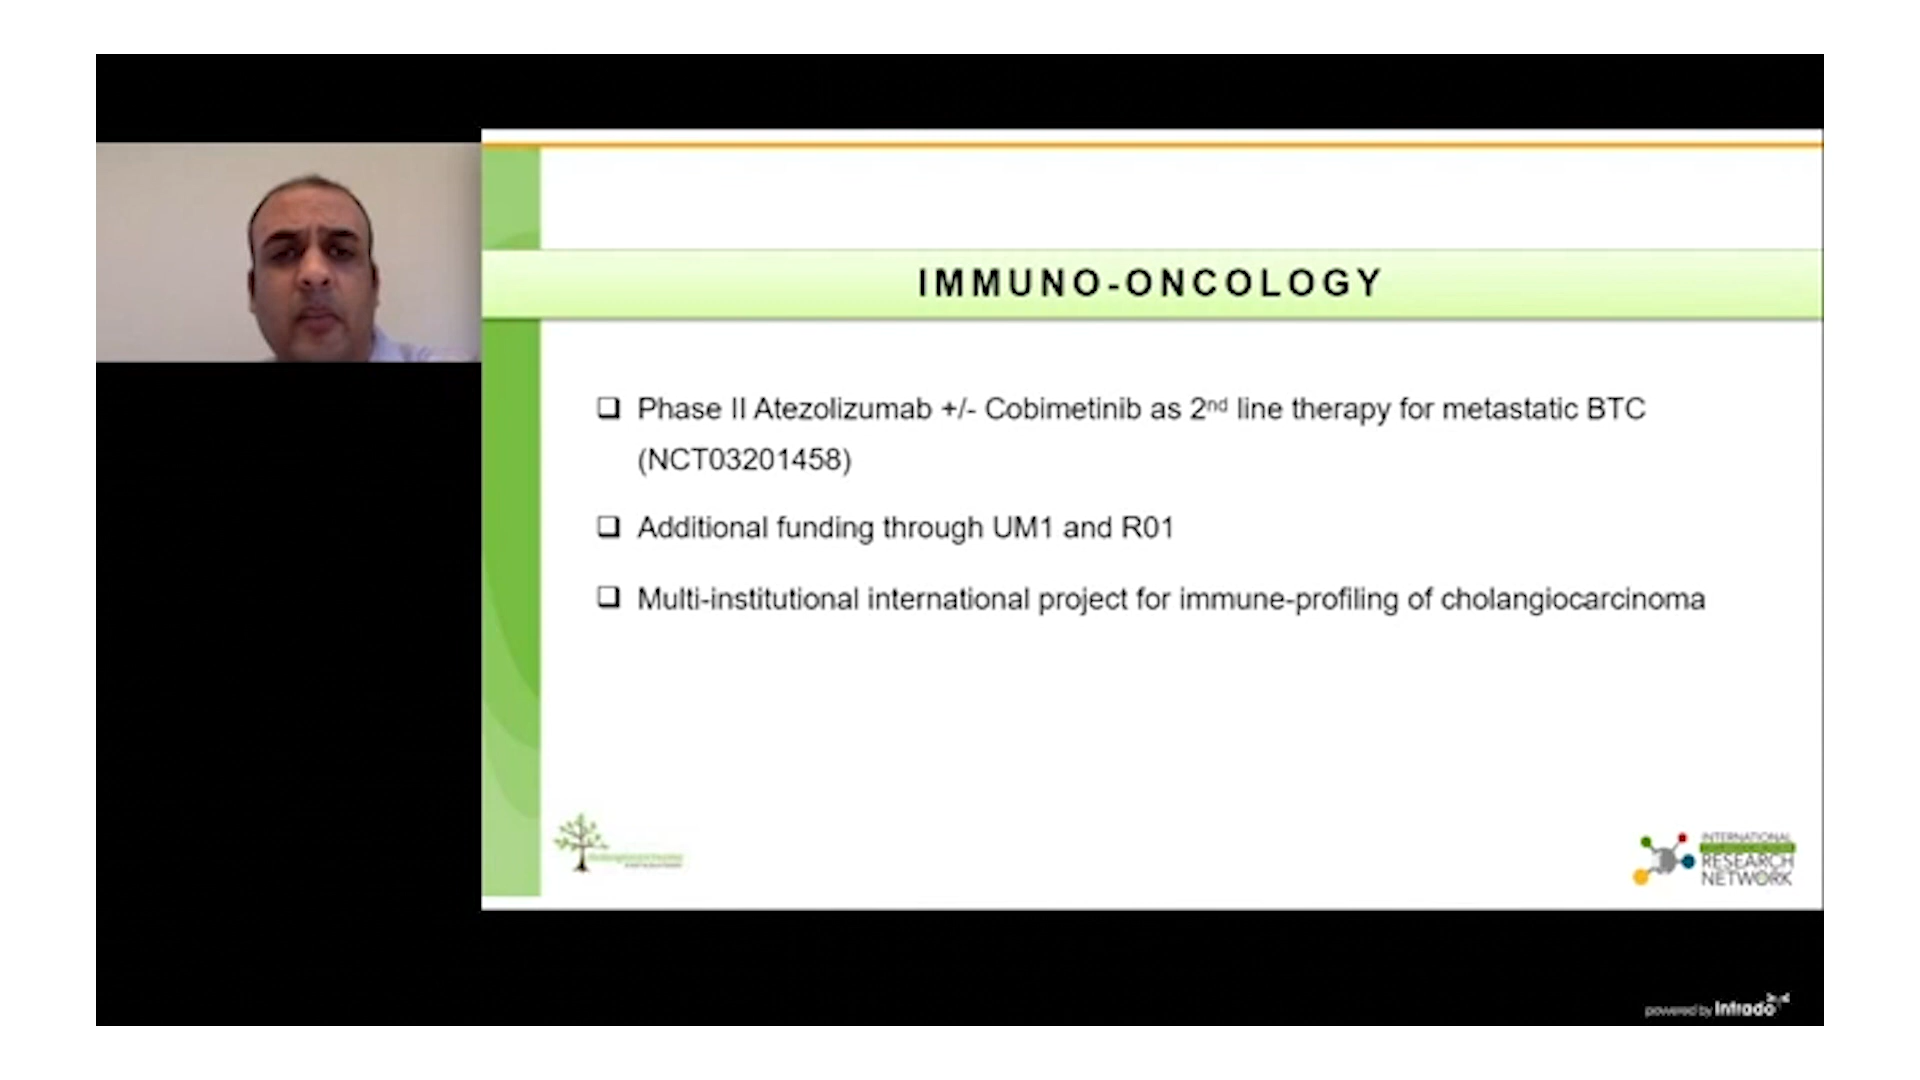 IMMUNO-ONCOLOGY
Phase II Atezolizumab +/- Cobimetinib as 2nd line therapy for metastatic BTC
(NCT03201458)
Additional funding through UM1 and R01
Multi-institutional international project for immune-profiling of cholangiocarcinoma
INTERNATIONAL
RESEARCH
NETWORK
powered by intrado